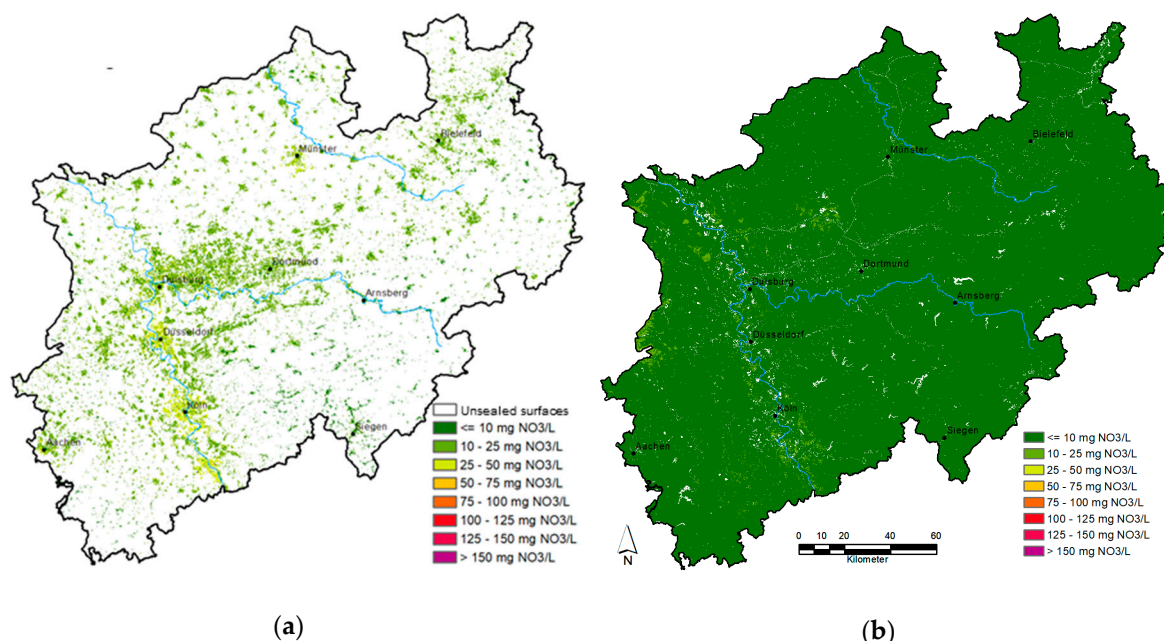 Münster
Bielefeld
Dortmund
Duisburg
Arnsberg
Düsseldorf
Köln
Aachen
Siegen
Unsealed surfaces
<= 10 mg NO3/L
10 - 25 mg NO3/L
25 - 50 mg NO3/L
50 - 75 mg NO3/L
75 - 100 mg NO3/L
100 - 125 mg NO3/L
125 - 150 mg NO3/L
> 150 mg NO3/L
(a)
Bielefeld
Münster
Dortmund
Duisburg
Arnsberg
Düsseldorf
Köln
Siegen
Aachen
N
0 10 20 40 60
Kilometer
<= 10 mg NO3/L
10 - 25 mg NO3/L
25 - 50 mg NO3/L
50 - 75 mg NO3/L
75 - 100 mg NO3/L
100 - 125 mg NO3/L
125 - 150 mg NO3/L
> 150 mg NO3/L
(b)